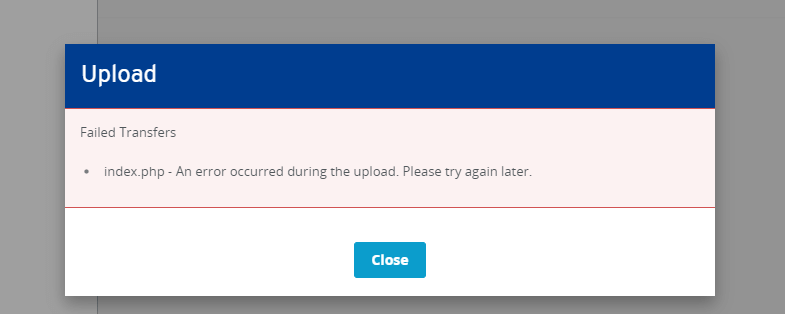 Upload
Failed Transfers
index.php - An error occurred during the upload. Please try again later.
Close